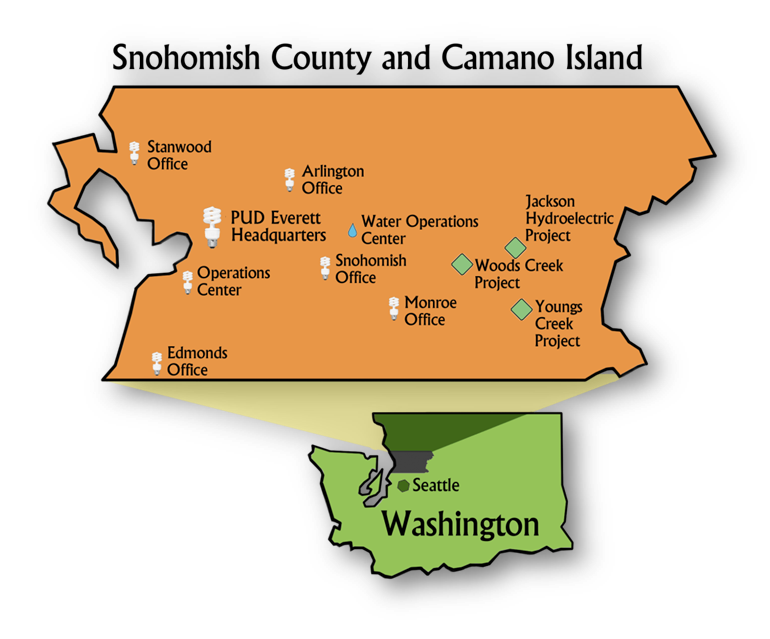 Snohomish County and Camano Island
Stanwood
Office
Arlington
Office
Jackson
Hydroelectric
Project
PUD Everett
Headquarters
Water Operations
Center
Snohomish
Office
Woods Creek
Project
Operations
Center
Monroe
Office
Youngs
Creek
Project
Edmonds
Office
Seattle
Washington